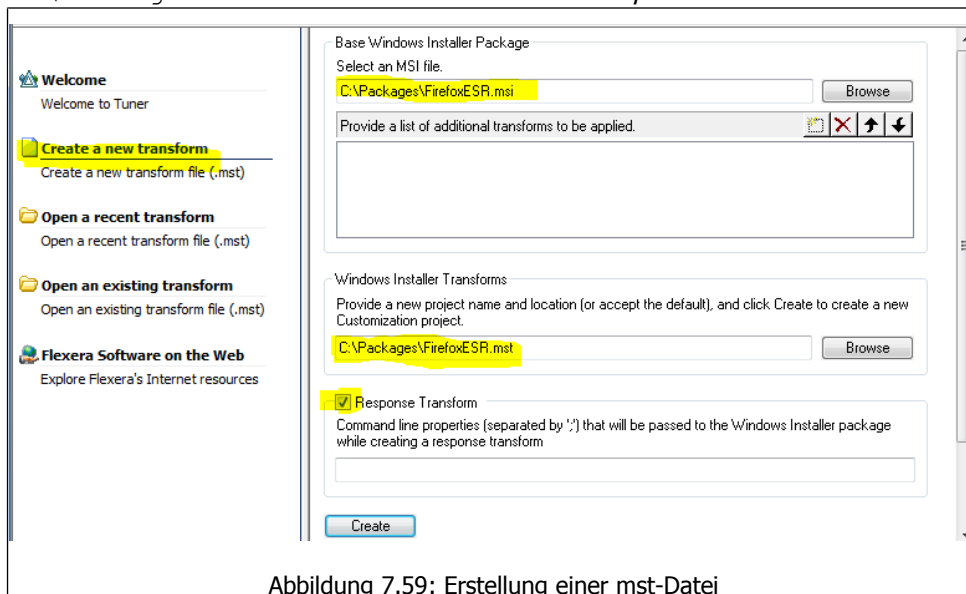 Welcome
Welcome to Tuner
Create a new transform
Create a new transform file (.mst)
Open a recent transform
Open a recent transform file (.mst)
Open an existing transform
Open an existing transform file (.mst)
Flexera Software on the Web
Explore Flexera's Internet resources
Base Windows Installer Package
Select an MSI file.
C:\Packages\FirefoxESR.msi
Browse
Provide a list of additional transforms to be applied.
Windows Installer Transforms
Provide a new project name and location (or accept the default), and click Create to create a new
Customization project.
C:\Packages\FirefoxESR.mst
Browse
Response Transform
Command line properties (separated by ';') that will be passed to the Windows Installer package
while creating a response transform
Create
Abbildung 7.59: Erstellung einer mst-Datei